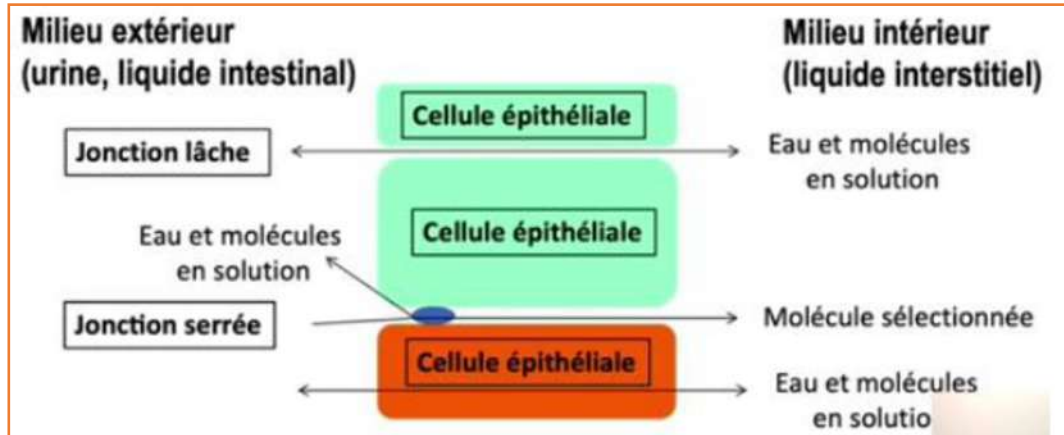 Milieu extérieur
(urine, liquide intestinal)
Milieu intérieur
(liquide interstitiel)
Cellule épithéliale
Jonction lâche
Eau et molécules
en solution
Eau et molécules
en solution
Cellule épithéliale
Jonction serrée
Molécule sélectionnée
Cellule épithéliale
Eau et molécules
en